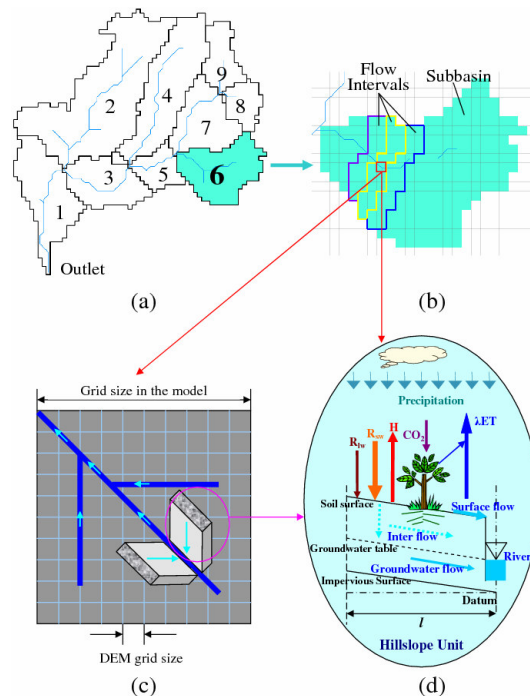 (a)
9
2
4
8
7
6
3
5
1
Outlet
Flow
Intervals
Subbasin
(b)
Grid size in the model
DEM grid size
(c)
Precipitation
λET
H
CO₂
Rsw
Rlw
Soil surface
Surface flow
Inter flow
Groundwater table
River
Groundwater flow
Impervious Surface
Datum
l
Hillslope Unit
(d)